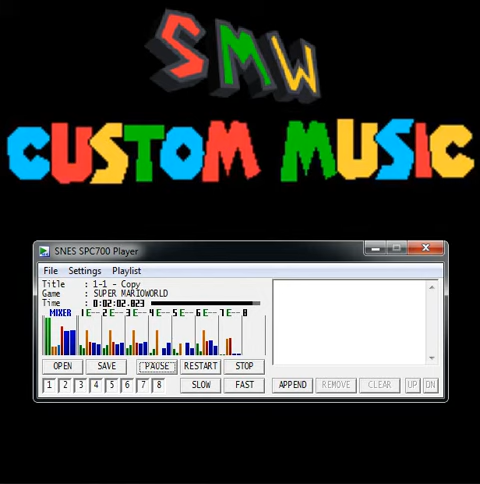 SMW
CUSTOM MUSIC
SNES SPC700 Player
File Settings Playlist
Title : 1-1 - Copy
Game : SUPER MARIOWORLD
Time : 0:02:02.823
MIXER 1 E-- 2 E-- 3 E-- 4 E-- 5 E-- 6 E-- 7 E-- 8
OPEN SAVE PAUSE RESTART STOP
1 2 3 4 5 6 7 8 SLOW FAST APPEND REMOVE CLEAR UP DN